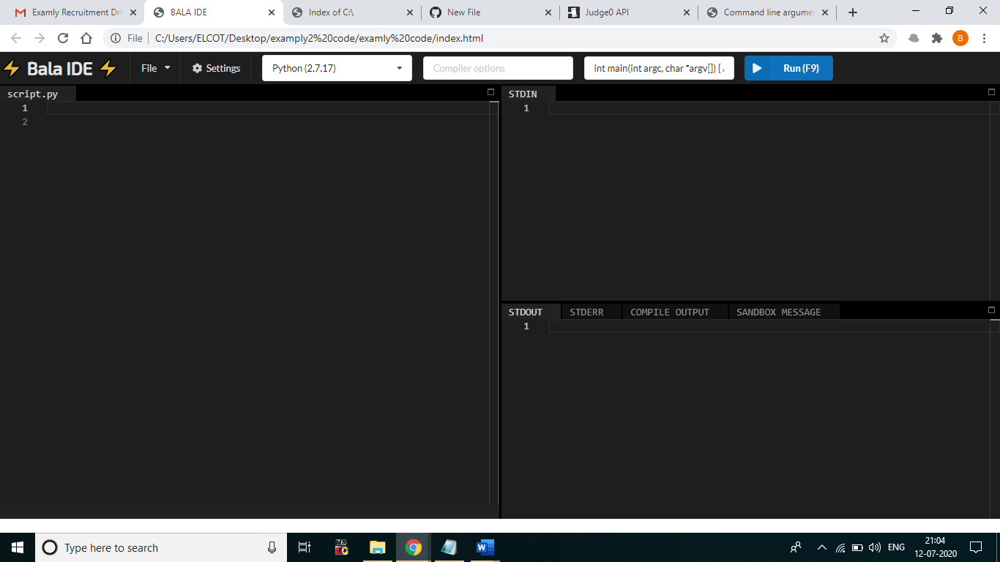 Examly Recruitment Dri
BALA IDE
Index of C:\
New File
Judge0 API
Command line argumen
File
C:/Users/ELCOT/Desktop/examply2%20code/examly%20code/index.html
B
Bala IDE
File
Settings
Python (2.7.17)
Compiler options
int main(int argc, char *argv[]) { /
Run (F9)
script.py
1
2
STDIN
1
STDOUT
STDERR
COMPILE OUTPUT
SANDBOX MESSAGE
1
Type here to search
ENG
21:04
12-07-2020